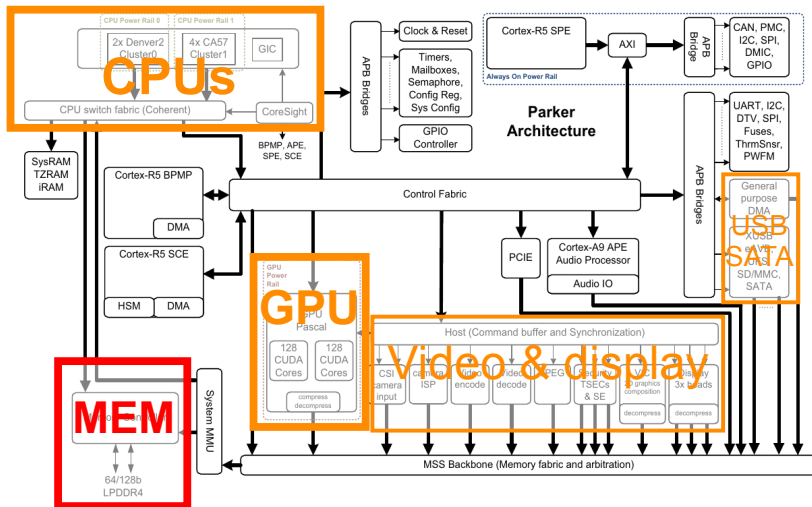 CPU Power Rail 0
CPU Power Rail 1
2x Denver2
Cluster0
4x CA57
Cluster1
GIC
CPUs
CPU switch fabric (Coherent)
CoreSight
BPMP, APE,
SPE, SCE
SysRAM
TZRAM
iRAM
APB Bridges
Clock & Reset
Timers,
Mailboxes,
Semaphore,
Config Reg,
Sys Config
GPIO
Controller
Cortex-R5 SPE
AXI
APB
Bridge
CAN, PMC,
I2C, SPI,
DMIC,
GPIO
Always On Power Rail
Parker
Architecture
UART, I2C,
DTV, SPI,
Fuses,
ThrmSnsr,
PWFM
APB Bridges
General
purpose
DMA
USB
SATA
XUSB
UFS,
SD/MMC,
SATA
Cortex-R5 BPMP
DMA
Control Fabric
Cortex-R5 SCE
HSM
DMA
PCIE
Cortex-A9 APE
Audio Processor
Audio IO
GPU
Power
Rail
GPU
GPU
Pascal
128
CUDA
Cores
128
CUDA
Cores
compress
decompress
Host (Command buffer and Synchronization)
Video & display
CSI
camera
input
camera
ISP
Video
encode
Video
decode
JPEG
Security
TSECs
& SE
VIC
2D graphics
composition
decompress
Display
3x heads
decompress
MEM
System MMU
64/128b
LPDDR4
MSS Backbone (Memory fabric and arbitration)